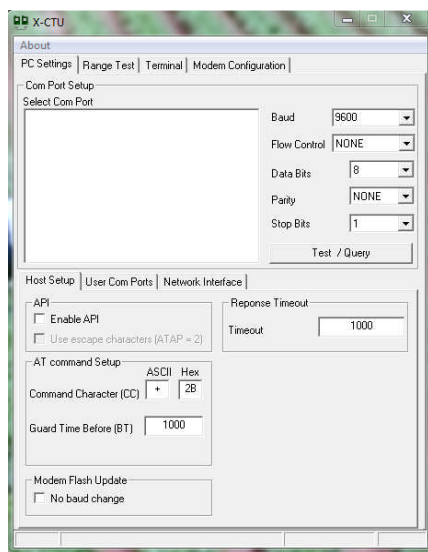 X-CTU
About
PC Settings Range Test Terminal Modem Configuration
Com Port Setup
Select Com Port
Baud 9600
Flow Control NONE
Data Bits 8
Parity NONE
Stop Bits 1
Test / Query
Host Setup User Com Ports Network Interface
API
Enable API
Use escape characters (ATAP = 2)
Reponse Timeout
Timeout 1000
AT command Setup
ASCII Hex
Command Character (CC) + 2B
Guard Time Before (BT) 1000
Modem Flash Update
No baud change